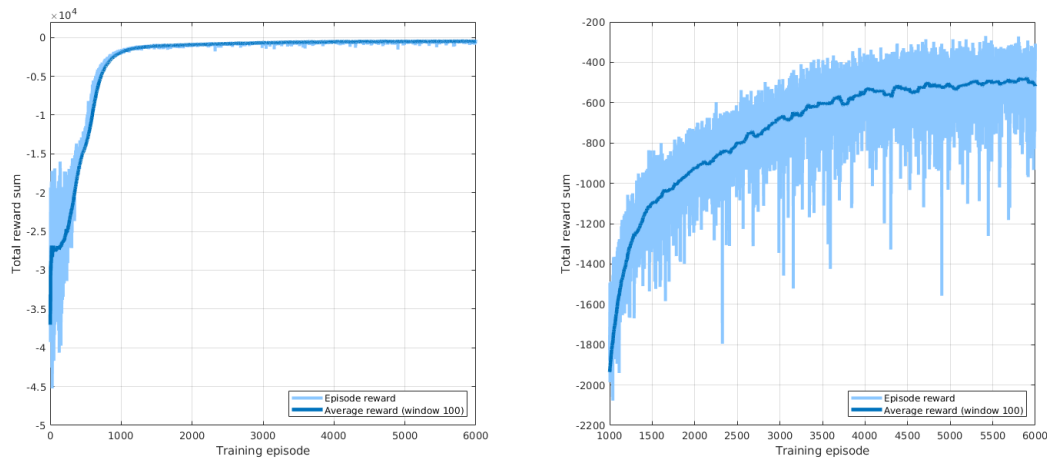 ×10⁴
0
-0.5
-1
-1.5
-2
-2.5
-3
-3.5
-4
-4.5
-5
Total reward sum
0 1000 2000 3000 4000 5000 6000
Training episode
Episode reward
Average reward (window 100)
-200
-400
-600
-800
-1000
-1200
-1400
-1600
-1800
-2000
-2200
Total reward sum
1000 1500 2000 2500 3000 3500 4000 4500 5000 5500 6000
Training episode
Episode reward
Average reward (window 100)